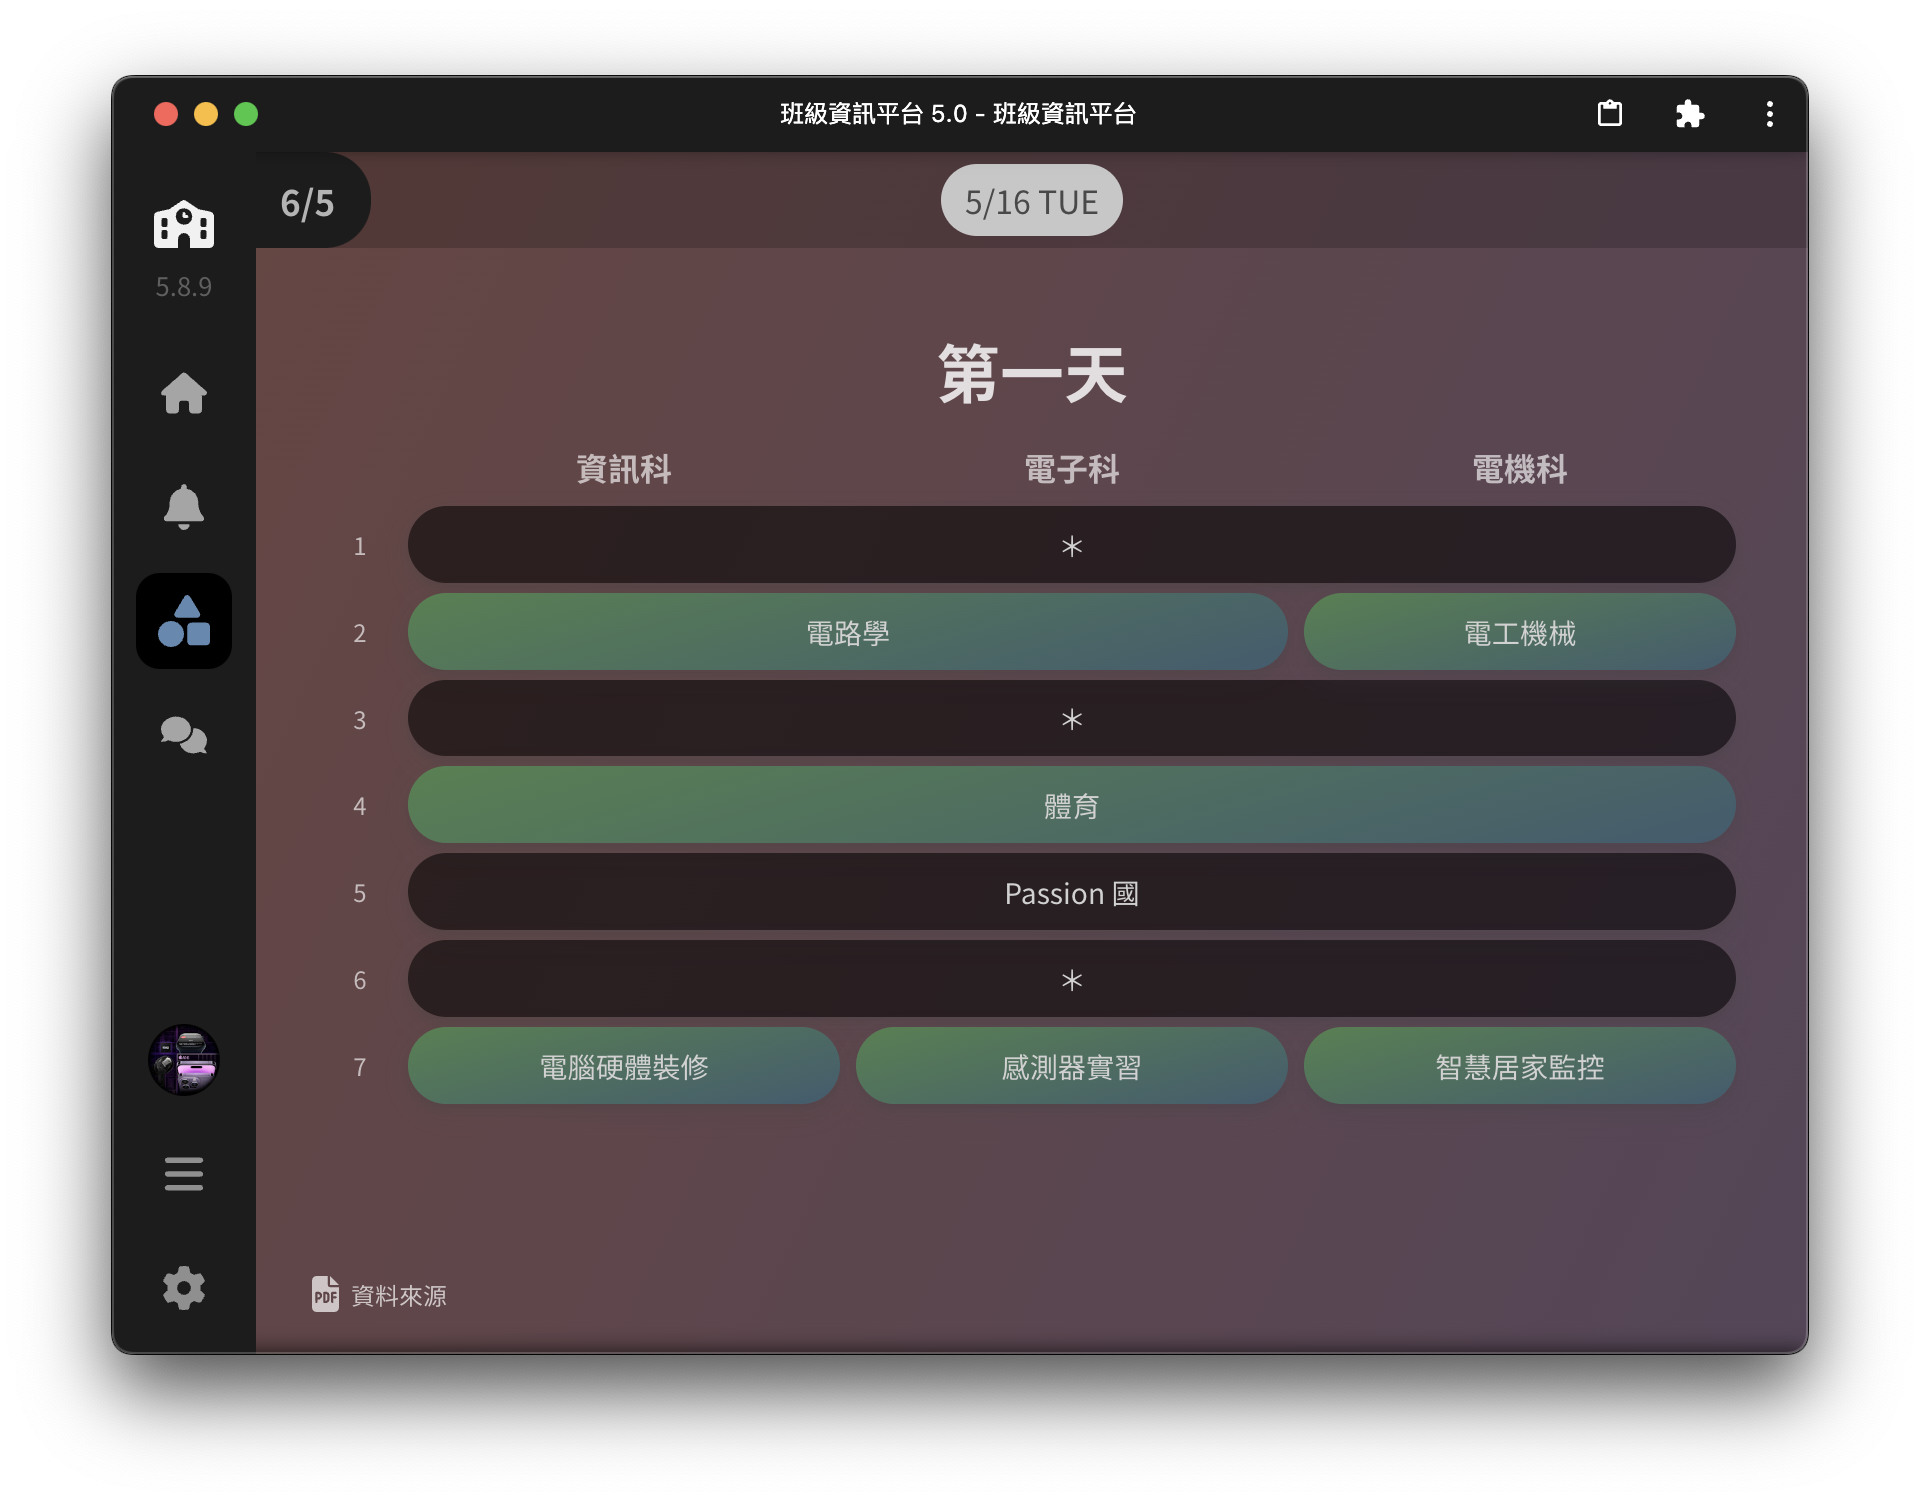 班級資訊平台 5.0 - 班級資訊平台
5.8.9
6/5
5/16 TUE
第一天
資訊科 電子科 電機科
1 ＊
2 電路學 電工機械
3 ＊
4 體育
5 Passion 國
6 ＊
7 電腦硬體裝修 感測器實習 智慧居家監控
PDF 資料來源